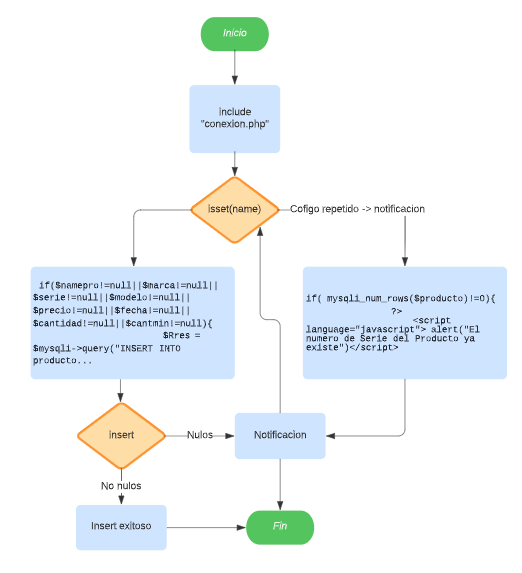 Inicio
include
"conexion.php"
Isset(name)
Cofigo repetido -> notificacion
if($namepro!=null||$marca!=null||
$serie!=null||$modelo!=null||
$precio!=null||$fecha!=null||
$cantidad!=null||$cantmin!=null){
$Rres =
$mysqli->query("INSERT INTO
producto...
if( mysqli_num_rows($producto)!=0){
?>
<script
language="javascript"> alert("El
numero de Serie del Producto ya
existe")</script>
insert
Nulos
Notificacion
No nulos
Insert exitoso
Fin